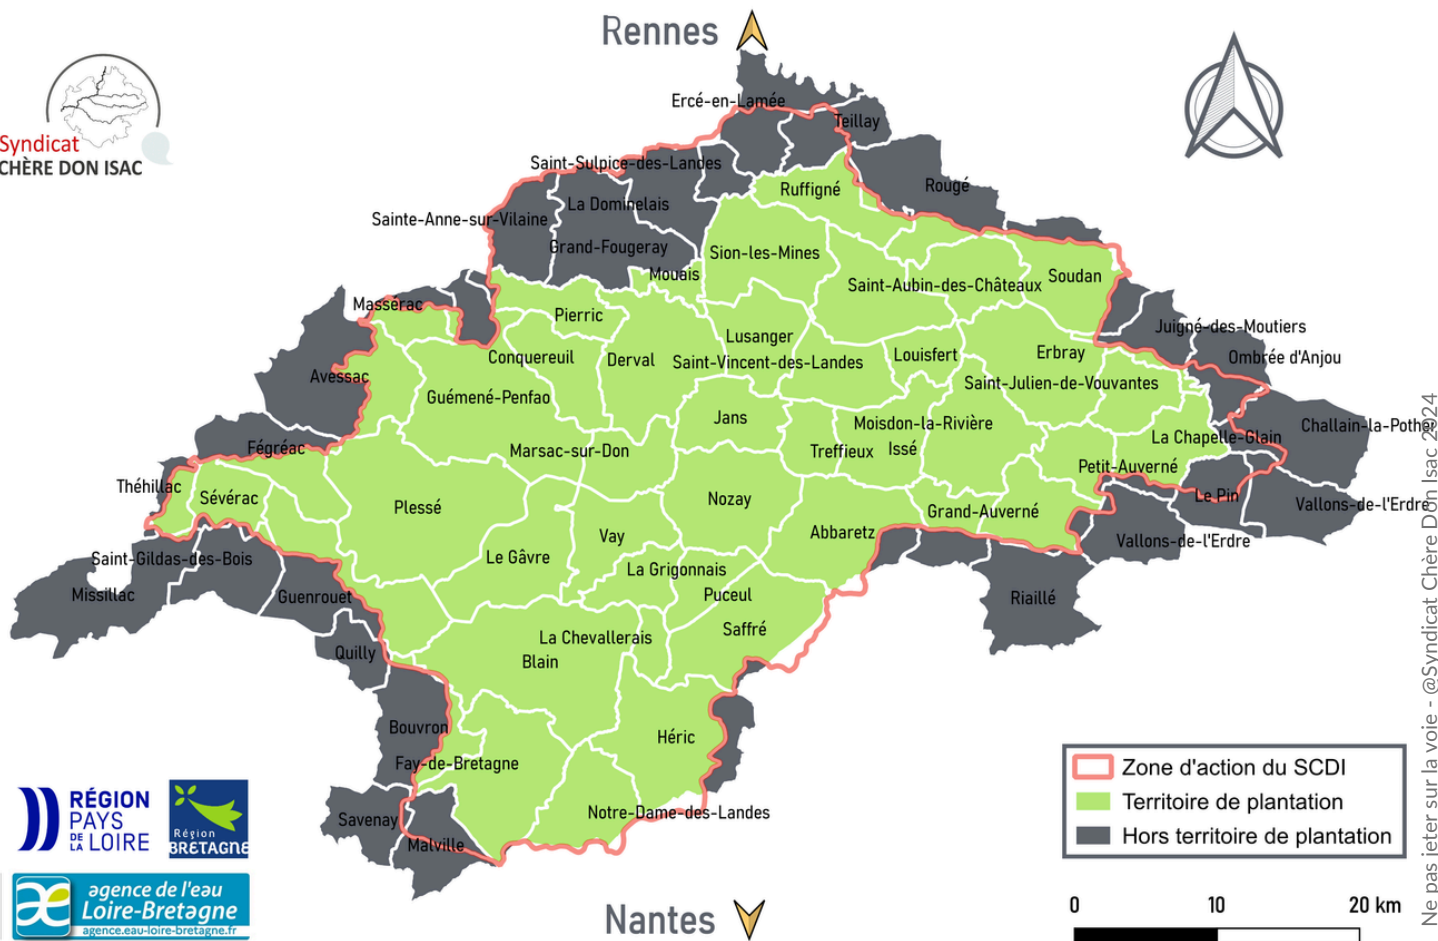 Rennes
Syndicat
CHÈRE DON ISAC
Ercé-en-Lamée
Teillay
Saint-Sulpice-des-Landes
Ruffigné
Rougé
La Dominelais
Sainte-Anne-sur-Vilaine
Grand-Fougeray
Sion-les-Mines
Mouais
Saint-Aubin-des-Châteaux
Soudan
Massérac
Pierric
Juigné-des-Moutiers
Lusanger
Conquereuil
Derval
Saint-Vincent-des-Landes
Louisfert
Erbray
Ombrée d'Anjou
Avessac
Saint-Julien-de-Vouvantes
Guémené-Penfao
Jans
Moisdon-la-Rivière
Challain-la-Pothe
La Chapelle-Glain
Fégréac
Marsac-sur-Don
Treffieux
Issé
Petit-Auverné
Théhillac
Sévérac
Plessé
Nozay
Le Pin
Vallons-de-l'Erdre
Grand-Auverné
Abbaretz
Vay
Vallons-de-l'Erdre
Saint-Gildas-des-Bois
Le Gâvre
La Grigonnais
Missillac
Guenrouet
Puceul
Riaillé
Saffré
La Chevallerais
Quilly
Blain
Bouvron
Héric
Fay-de-Bretagne
Notre-Dame-des-Landes
Savenay
Malville
Zone d'action du SCDI
Territoire de plantation
Hors territoire de plantation
RÉGION
PAYS
DE LA LOIRE
Région
BRETAGNE
agence de l'eau
Loire-Bretagne
agence.eau-loire-bretagne.fr
Nantes
0 10 20 km
Ne pas jeter sur la voie - @Syndicat Chère Don Isac 2024